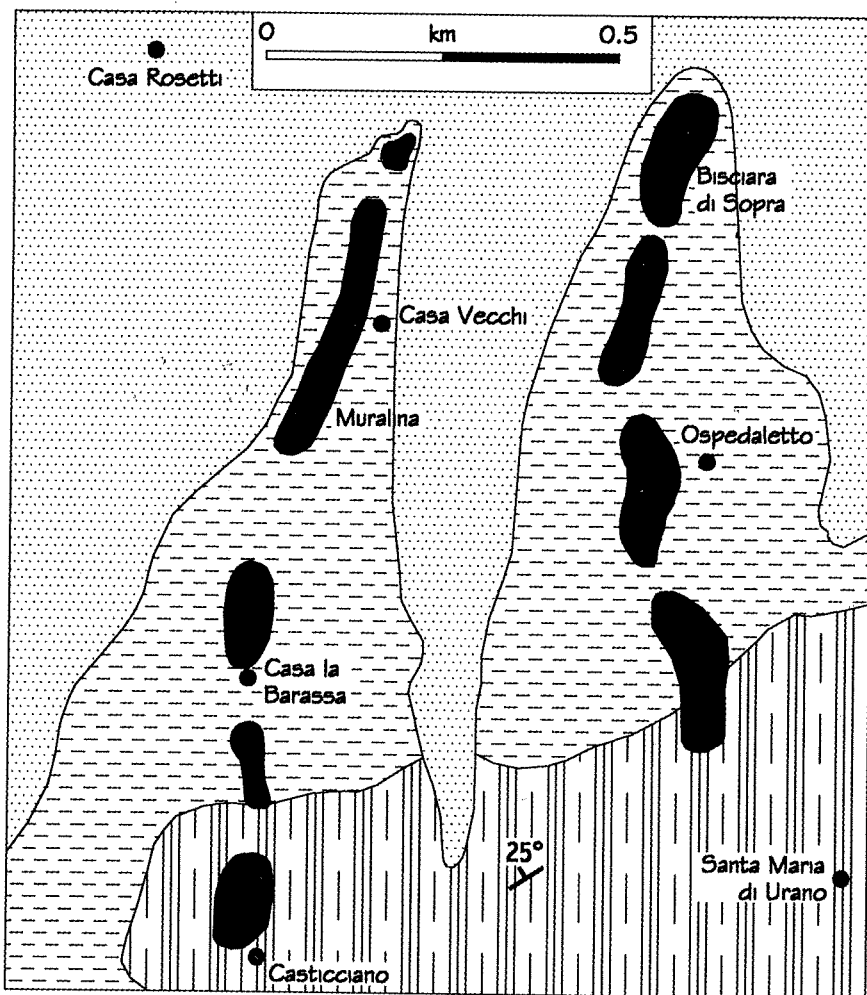 0 km 0.5
Casa Rosetti
Bisciara
di Sopra
Casa Vecchi
Muralina
Ospedaletto
Casa la
Barassa
25°
Santa Maria
di Urano
Casticciano